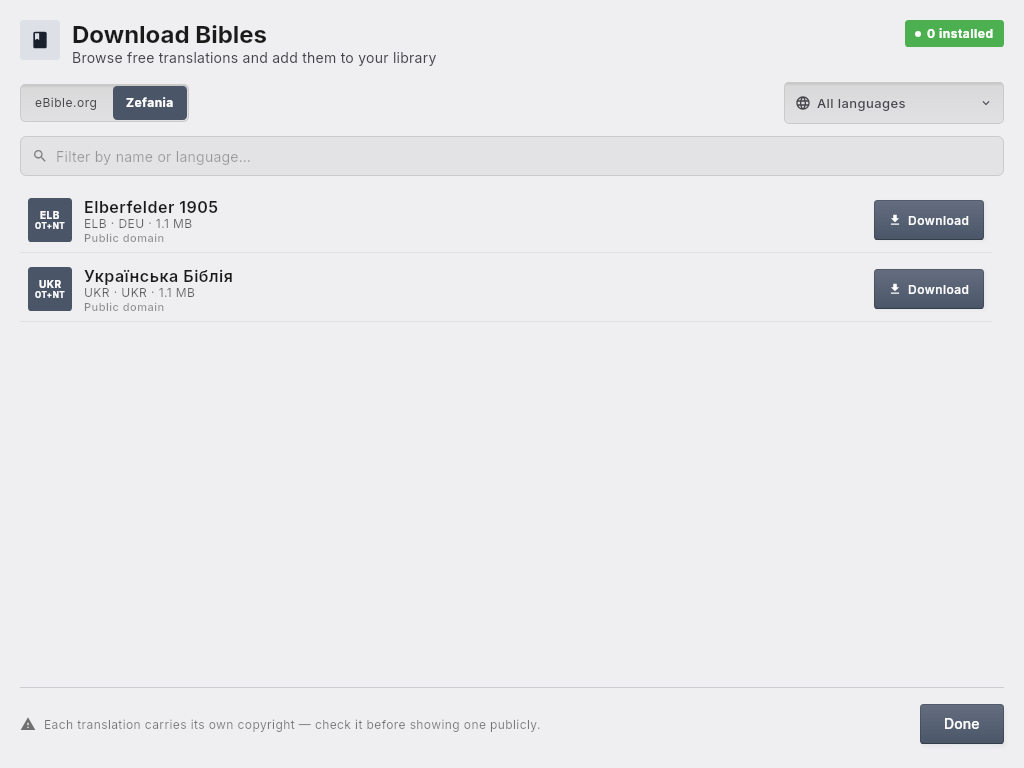 Download Bibles
0 installed
Browse free translations and add them to your library
eBible.org
Zefania
All languages
Filter by name or language...
ELB
OT+NT
Elberfelder 1905
ELB · DEU · 1.1 MB
Public domain
Download
UKR
OT+NT
Українська Біблія
UKR · UKR · 1.1 MB
Public domain
Download
Each translation carries its own copyright — check it before showing one publicly.
Done